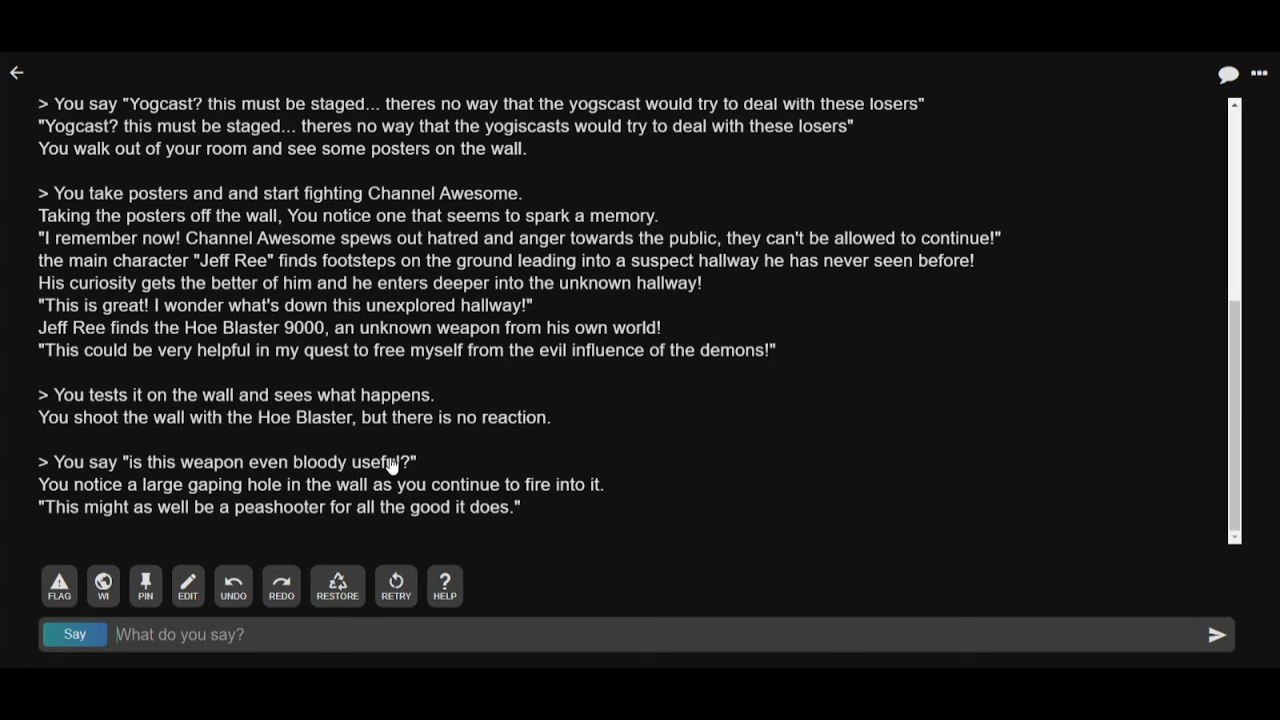 > You say "Yogcast? this must be staged... theres no way that the yogscast would try to deal with these losers"
"Yogcast? this must be staged... theres no way that the yogiscasts would try to deal with these losers"
You walk out of your room and see some posters on the wall.
> You take posters and and start fighting Channel Awesome.
Taking the posters off the wall, You notice one that seems to spark a memory.
"I remember now! Channel Awesome spews out hatred and anger towards the public, they can't be allowed to continue!"
the main character "Jeff Ree" finds footsteps on the ground leading into a suspect hallway he has never seen before!
His curiosity gets the better of him and he enters deeper into the unknown hallway!
"This is great! I wonder what's down this unexplored hallway!"
Jeff Ree finds the Hoe Blaster 9000, an unknown weapon from his own world!
"This could be very helpful in my quest to free myself from the evil influence of the demons!"
> You tests it on the wall and sees what happens.
You shoot the wall with the Hoe Blaster, but there is no reaction.
> You say "is this weapon even bloody useful?"
You notice a large gaping hole in the wall as you continue to fire into it.
"This might as well be a peashooter for all the good it does."
FLAG WI PIN EDIT UNDO REDO RESTORE RETRY HELP
Say What do you say?